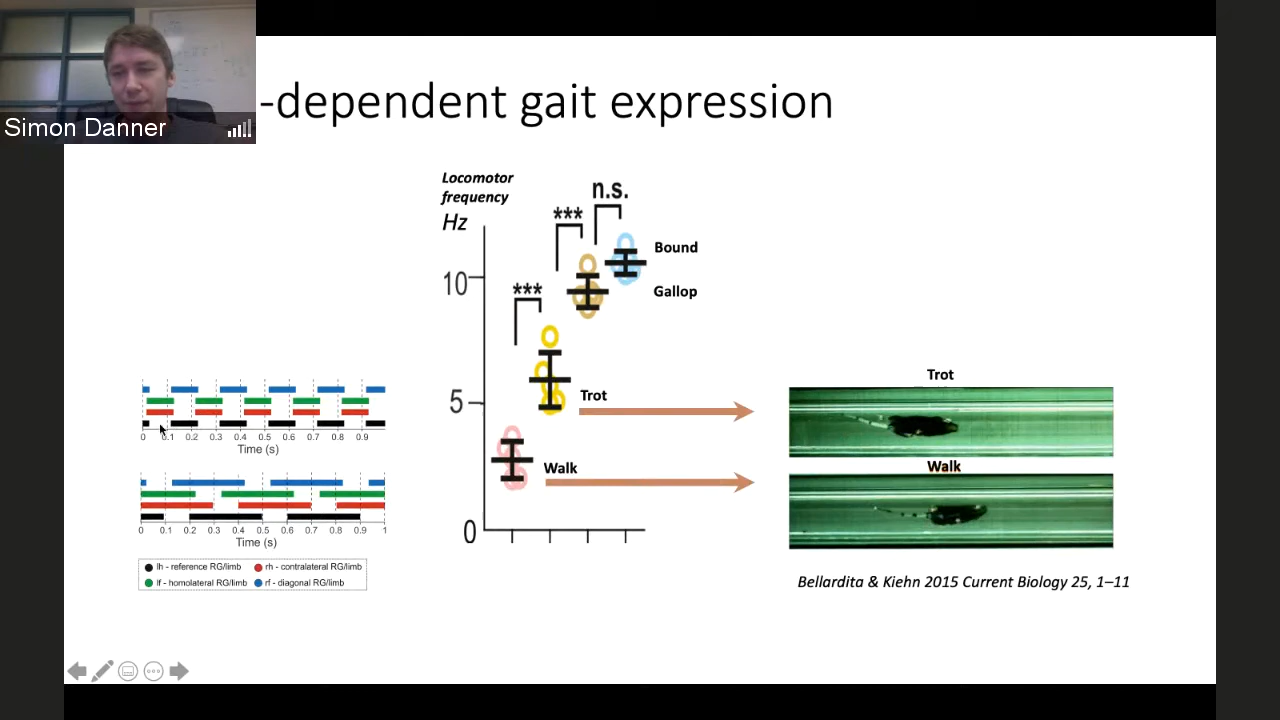 Simon Danner
-dependent gait expression
Locomotor
frequency
Hz
n.s.
***
***
10
5
0
Bound
Gallop
Trot
Walk
0 0.1 0.2 0.3 0.4 0.5 0.6 0.7 0.8 0.9
Time (s)
0 0.1 0.2 0.3 0.4 0.5 0.6 0.7 0.8 0.9 1
Time (s)
lh - reference RG/limb rh - contralateral RG/limb
lf - homolateral RG/limb rf - diagonal RG/limb
Trot
Walk
Bellardita & Kiehn 2015 Current Biology 25, 1–11